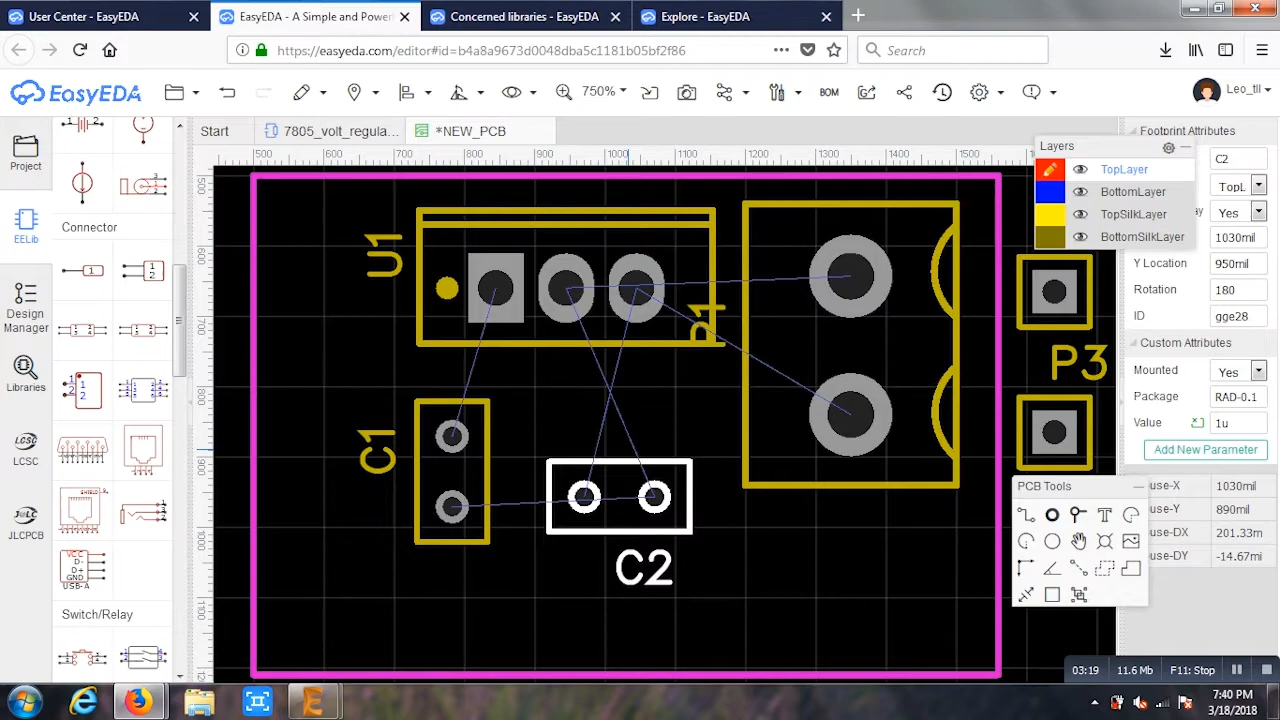 User Center - EasyEDA
EasyEDA - A Simple and Power
Concerned libraries - EasyEDA
Explore - EasyEDA
https://easyeda.com/editor#id=b4a8a9673d0048dba5c1181b05bf2f86
Search
EasyEDA
750%
BOM
Leo_til
Start
7805_volt_regula...
*NEW_PCB
Project
EELib
Design
Manager
Libraries
LCSC
JLCPCB
Connector
Switch/Relay
500
600
700
800
900
1000
1100
1200
1300
1400
1500
U1
P1
C1
C2
P3
Layers
TopLayer
BottomLayer
TopSilkLayer
BottomSilkLayer
Footprint Attributes
C2
TopL
Yes
1030mil
Y Location
950mil
Rotation
180
ID
gge28
Custom Attributes
Mounted
Yes
Package
RAD-0.1
Value
1u
Add New Parameter
PCB Tools
use-X
1030mil
use-Y
890mil
use-DX
201.33m
use-DY
-14.67mi
03:19
11.6 Mb
F11: Stop
7:40 PM
3/18/2018